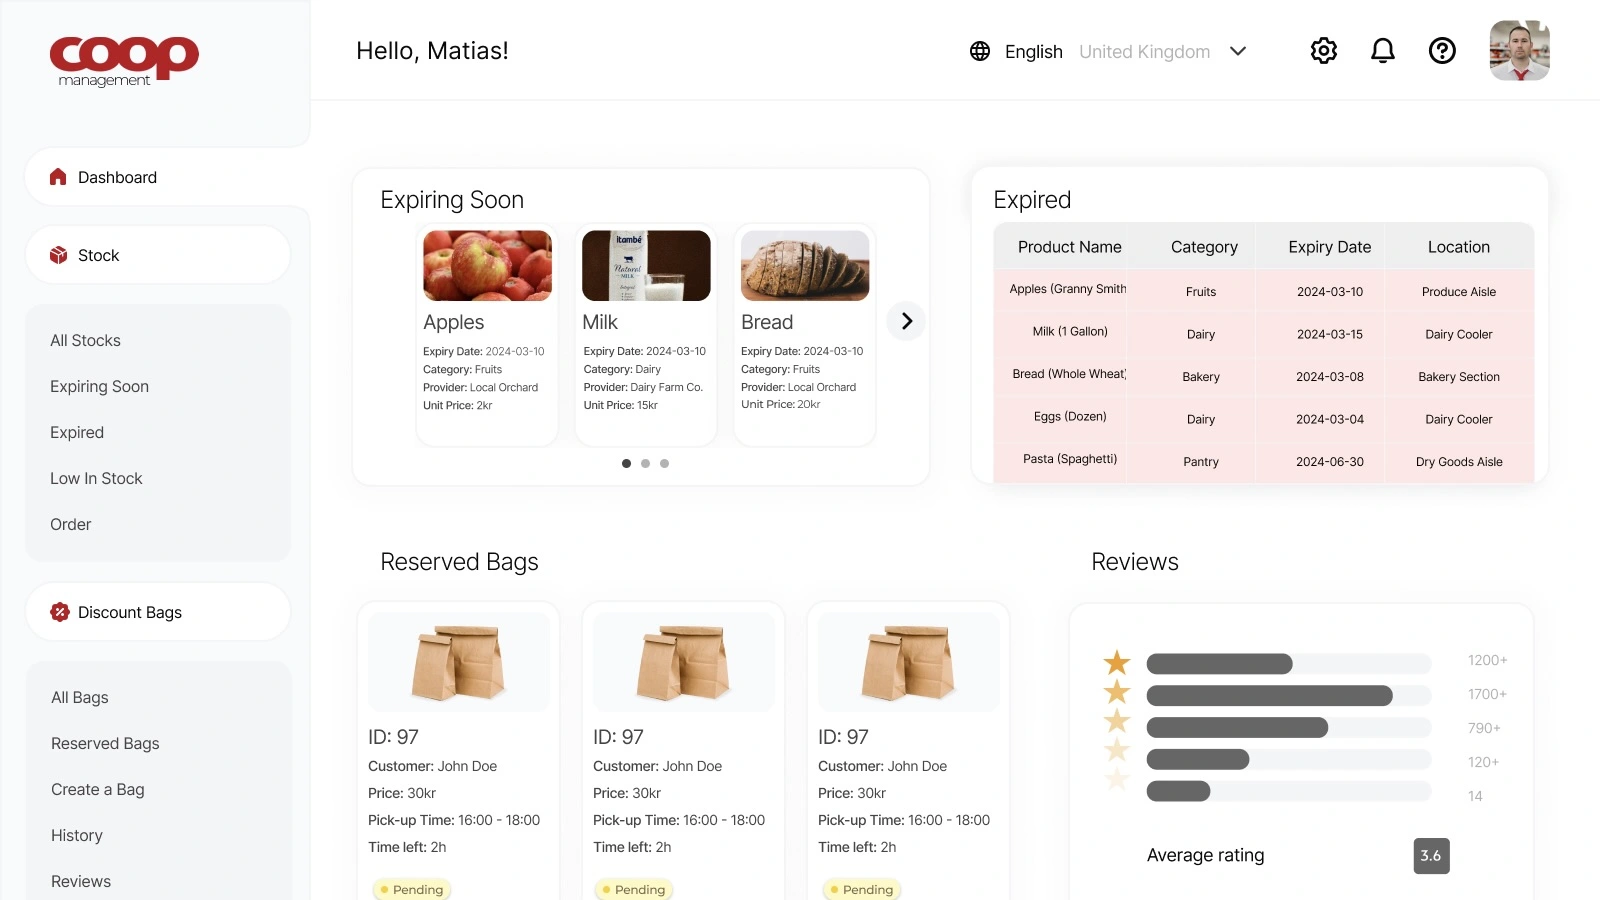 coop
management
Hello, Matias!
English United Kingdom
Dashboard
Stock
All Stocks
Expiring Soon
Expired
Low In Stock
Order
Discount Bags
All Bags
Reserved Bags
Create a Bag
History
Reviews
Expiring Soon
itambé
Natural
MILK
Apples
Expiry Date: 2024-03-10
Category: Fruits
Provider: Local Orchard
Unit Price: 2kr
Milk
Expiry Date: 2024-03-10
Category: Dairy
Provider: Dairy Farm Co.
Unit Price: 15kr
Bread
Expiry Date: 2024-03-10
Category: Fruits
Provider: Local Orchard
Unit Price: 20kr
Expired
Product Name Category Expiry Date Location
Apples (Granny Smith Fruits 2024-03-10 Produce Aisle
Milk (1 Gallon) Dairy 2024-03-15 Dairy Cooler
Bread (Whole Wheat) Bakery 2024-03-08 Bakery Section
Eggs (Dozen) Dairy 2024-03-04 Dairy Cooler
Pasta (Spaghetti) Pantry 2024-06-30 Dry Goods Aisle
Reserved Bags
ID: 97
Customer: John Doe
Price: 30kr
Pick-up Time: 16:00 - 18:00
Time left: 2h
Pending
ID: 97
Customer: John Doe
Price: 30kr
Pick-up Time: 16:00 - 18:00
Time left: 2h
Pending
ID: 97
Customer: John Doe
Price: 30kr
Pick-up Time: 16:00 - 18:00
Time left: 2h
Pending
Reviews
1200+
1700+
790+
120+
14
Average rating 3.6